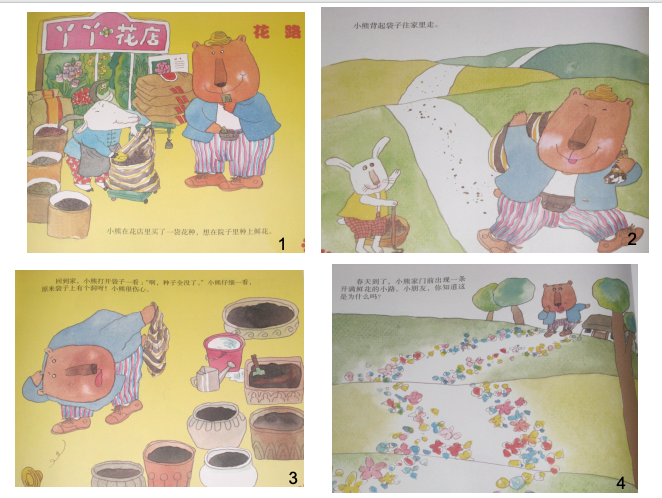 丫丫花店
花路
小熊在花店里买了一袋花种，想在院子里种上鲜花。
1
小熊背起袋子往家里走。
2
回到家，小熊打开袋子一看：“啊，种子全没了。”小熊仔细一看，
原来袋子上有个洞呀！小熊很伤心。
3
春天到了，小熊家门前出现一条
开满鲜花的小路。小朋友，你知道这
是为什么吗？
4